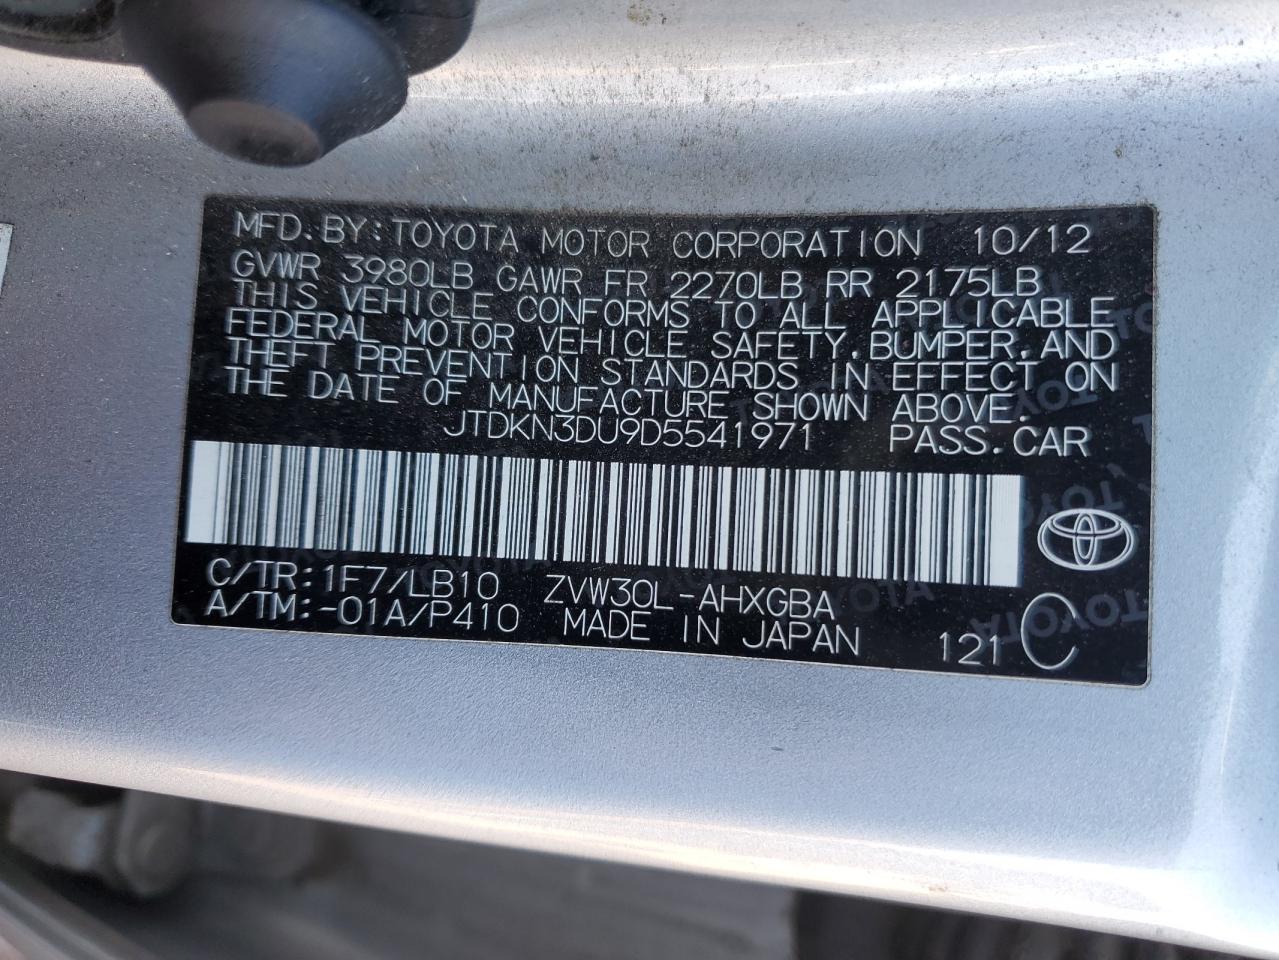 MFD. BY: TOYOTA MOTOR CORPORATION 10/12
GVWR 3980LB GAWR FR 2270LB RR 2175LB
THIS VEHICLE CONFORMS TO ALL APPLICABLE
FEDERAL MOTOR VEHICLE SAFETY, BUMPER, AND
THEFT PREVENTION STANDARDS IN EFFECT ON
THE DATE OF MANUFACTURE SHOWN ABOVE.
JTDKN3DU9D5541971 PASS. CAR
C/TR: 1F7/LB10 ZVW30L-AHXGBA
A/TM: -01A/P410 MADE IN JAPAN 121 C